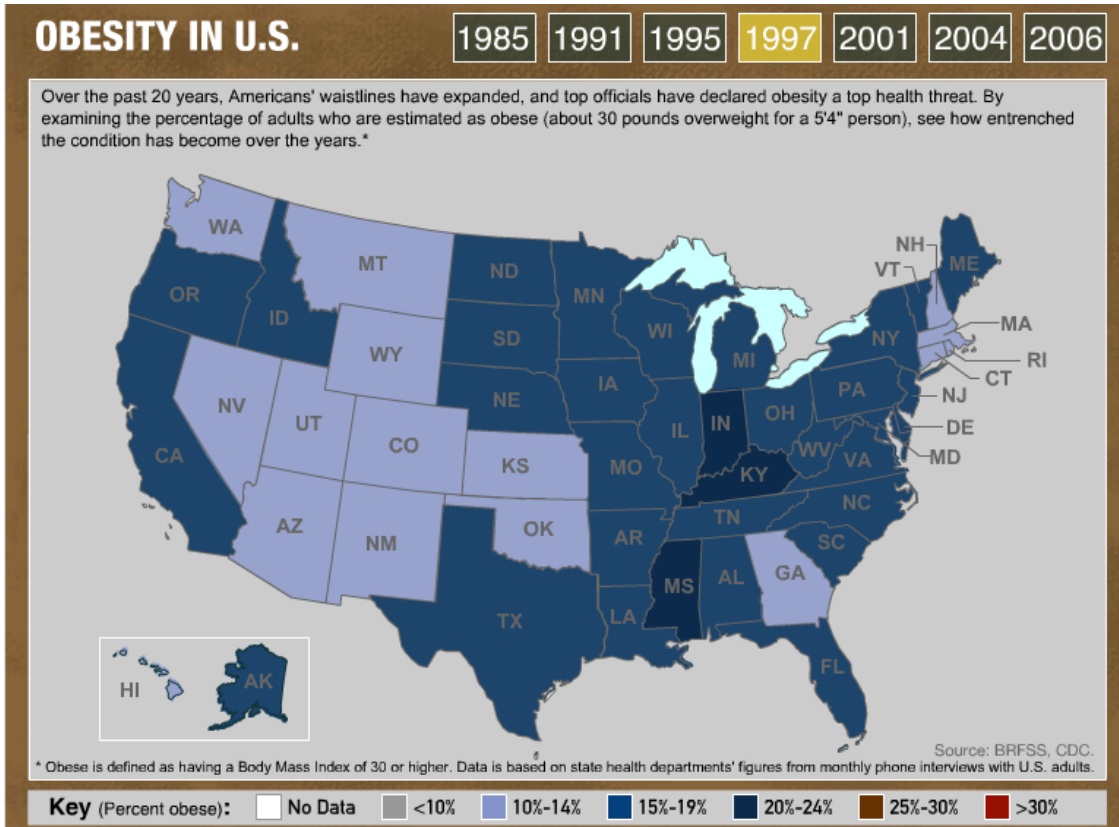 OBESITY IN U.S.
1985 1991 1995 1997 2001 2004 2006
Over the past 20 years, Americans' waistlines have expanded, and top officials have declared obesity a top health threat. By
examining the percentage of adults who are estimated as obese (about 30 pounds overweight for a 5'4" person), see how entrenched
the condition has become over the years.*
WA
MT
ND
MN
NH
VT
ME
OR
ID
SD
WI
MI
NY
MA
WY
RI
IA
CT
NE
PA
NJ
NV
UT
CO
IL
IN
OH
DE
CA
KS
MO
KY
WV
VA
MD
AZ
NM
OK
AR
TN
NC
SC
MS
AL
GA
TX
LA
FL
HI
AK
Source: BRFSS, CDC.
* Obese is defined as having a Body Mass Index of 30 or higher. Data is based on state health departments' figures from monthly phone interviews with U.S. adults.
Key (Percent obese): No Data <10% 10%-14% 15%-19% 20%-24% 25%-30% >30%